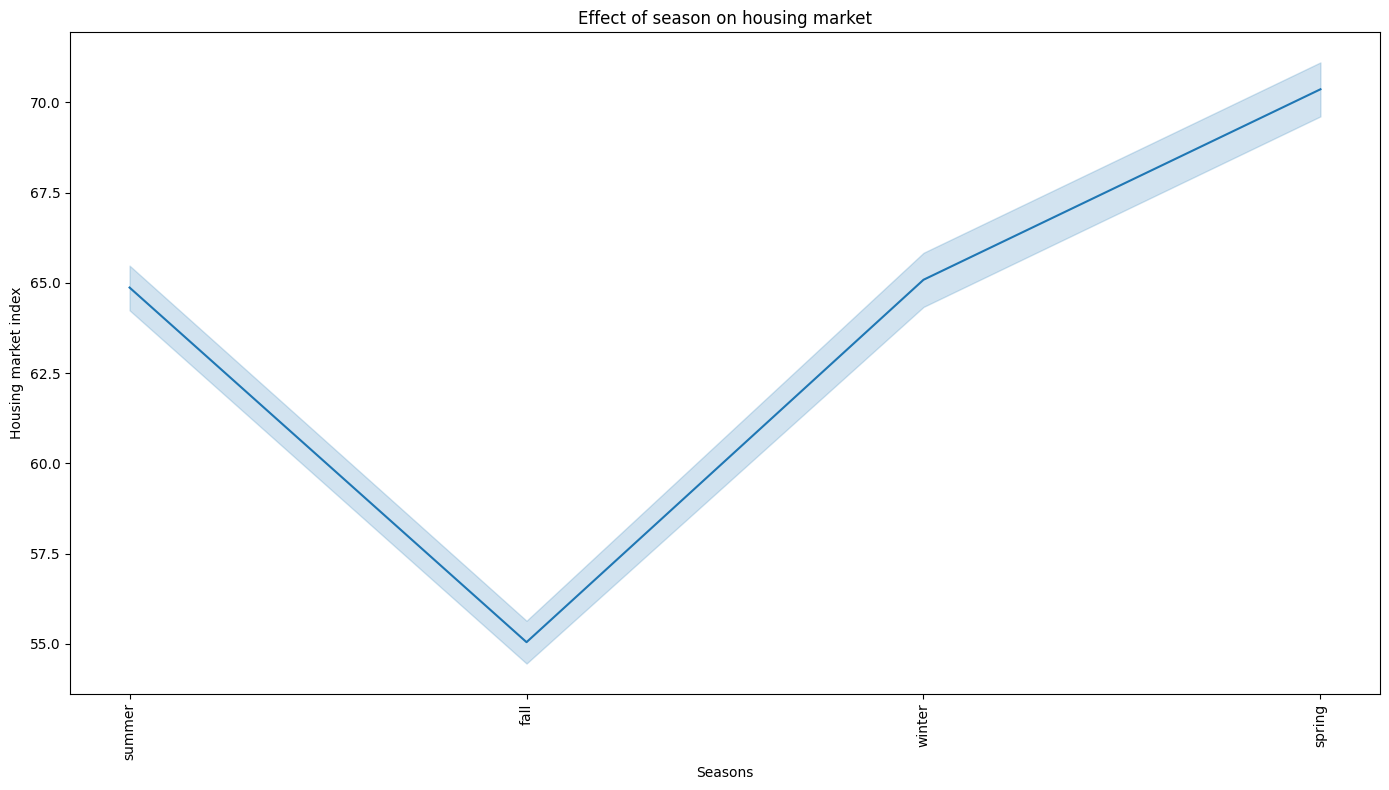 Effect of season on housing market
Housing market index
70.0
67.5
65.0
62.5
60.0
57.5
55.0
summer
fall
winter
spring
Seasons